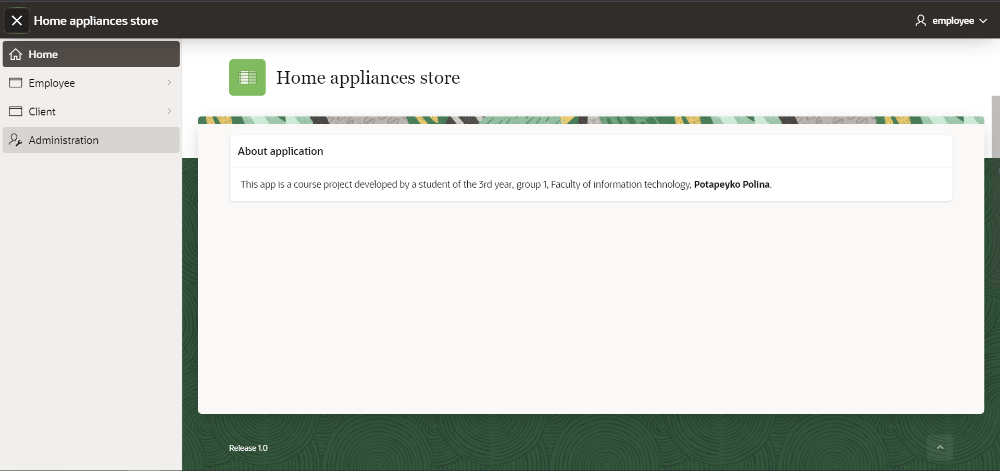 Home appliances store
employee
Home
Employee
Client
Administration
Home appliances store
About application
This app is a course project developed by a student of the 3rd year, group 1, Faculty of information technology, Potapeyko Polina.
Release 1.0